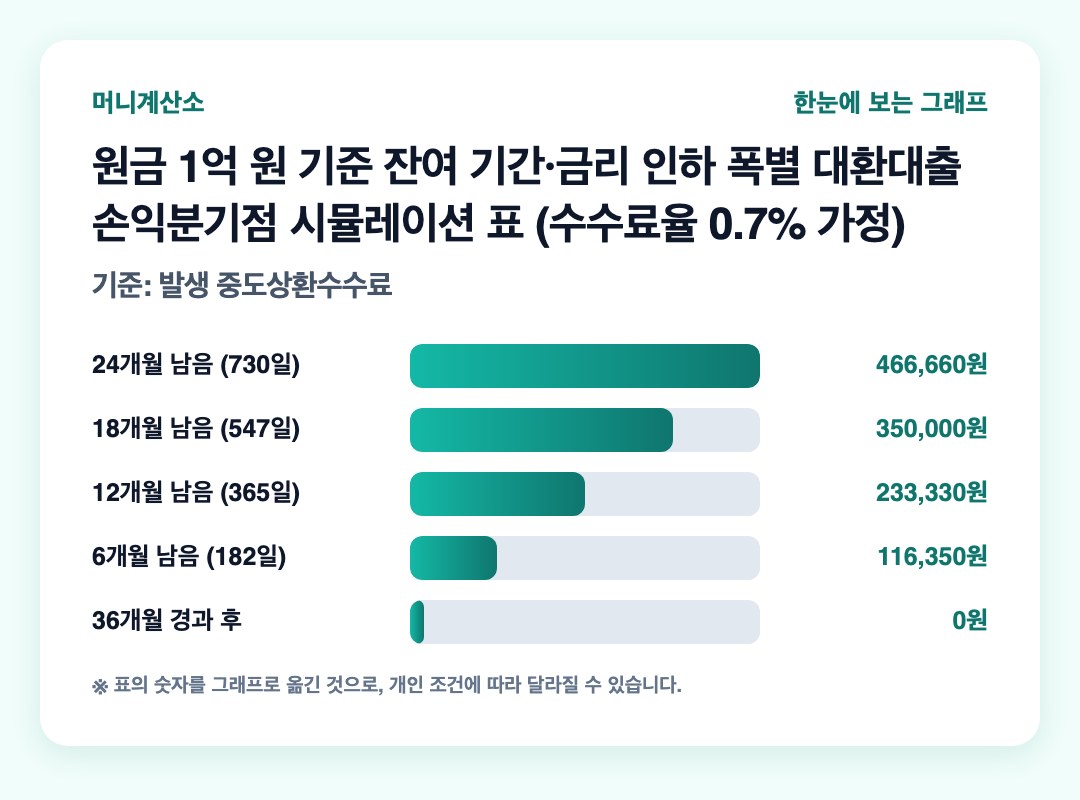 머니계산소
한눈에 보는 그래프
원금 1억 원 기준 잔여 기간·금리 인하 폭별 대환대출
손익분기점 시뮬레이션 표 (수수료율 0.7% 가정)
기준: 발생 중도상환수수료
24개월 남음 (730일) 466,660원
18개월 남음 (547일) 350,000원
12개월 남음 (365일) 233,330원
6개월 남음 (182일) 116,350원
36개월 경과 후 0원
※ 표의 숫자를 그래프로 옮긴 것으로, 개인 조건에 따라 달라질 수 있습니다.